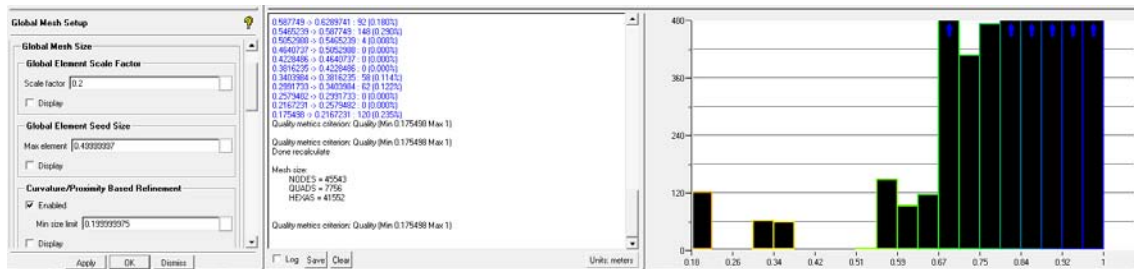 Global Mesh Setup
Global Mesh Size
Global Element Scale Factor
Scale factor 0.2
Display
Global Element Seed Size
Max element 0.49999997
Display
Curvature/Proximity Based Refinement
Enabled
Min size limit 0.199999975
Display
Apply OK Dismiss
0.587749 -> 0.6289741 : 92 (0.180%)
0.5465239 -> 0.587749 : 148 (0.290%)
0.5052988 -> 0.5465239 : 4 (0.008%)
0.4640737 -> 0.5052988 : 0 (0.000%)
0.4228486 -> 0.4640737 : 0 (0.000%)
0.3816235 -> 0.4228486 : 0 (0.000%)
0.3403984 -> 0.3816235 : 58 (0.114%)
0.2991733 -> 0.3403984 : 62 (0.122%)
0.2579482 -> 0.2991733 : 0 (0.000%)
0.2167231 -> 0.2579482 : 0 (0.000%)
0.175498 -> 0.2167231 : 120 (0.235%)
Quality metrics criterion: Quality (Min 0.175498 Max 1)
Quality metrics criterion: Quality (Min 0.175498 Max 1)
Done recalculate
Mesh size:
NODES = 45543
QUADS = 7756
HEXAS = 41552
Quality metrics criterion: Quality (Min 0.175498 Max 1)
Log Save Clear Units: meters
480
360
240
120
0
0.18 0.26 0.34 0.42 0.51 0.59 0.67 0.75 0.84 0.92 1